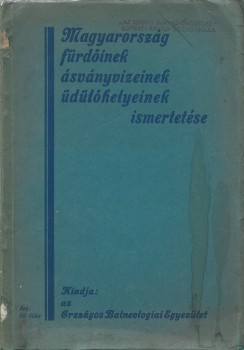 Magyarország
fürdőinek
ásványvizeinek
üdülőhelyeinek
ismertetése
Kiadja:
az
Országos Balneologiai Egyesület